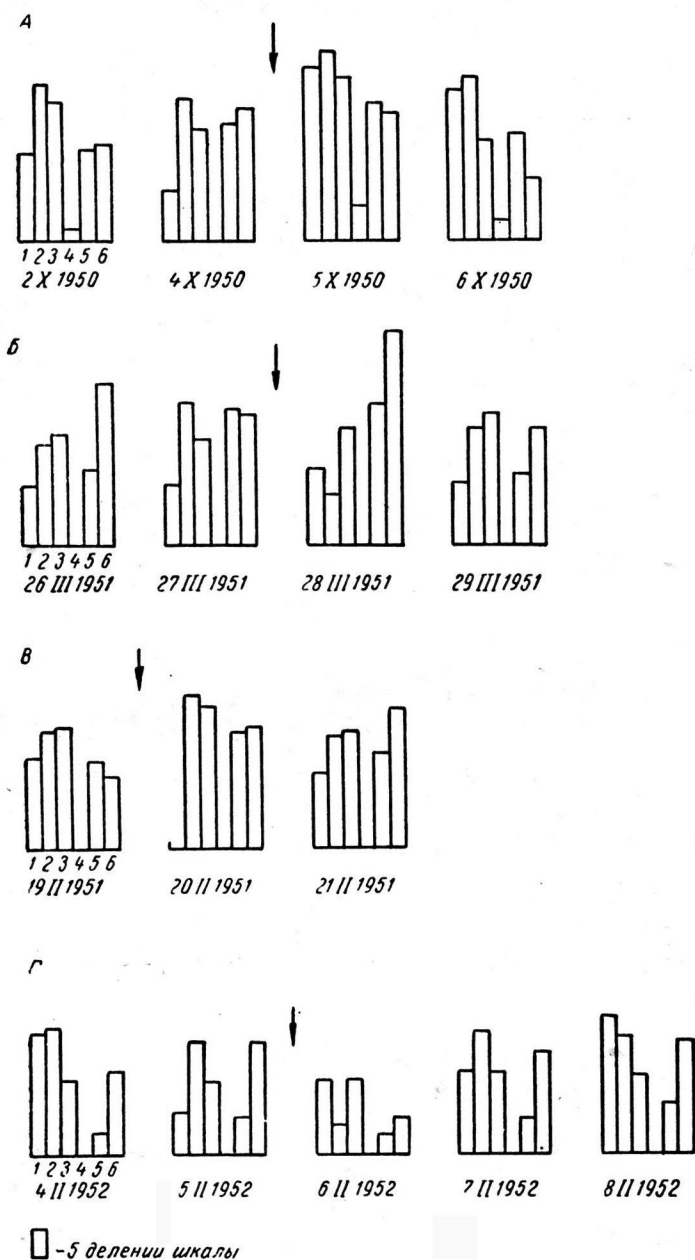 А
1 2 3 4 5 6
2 X 1950 4 X 1950 5 X 1950 6 X 1950
Б
1 2 3 4 5 6
26 III 1951 27 III 1951 28 III 1951 29 III 1951
В
1 2 3 4 5 6
19 II 1951 20 II 1951 21 II 1951
Г
1 2 3 4 5 6
4 II 1952 5 II 1952 6 II 1952 7 II 1952 8 II 1952
-5 делении шкалы